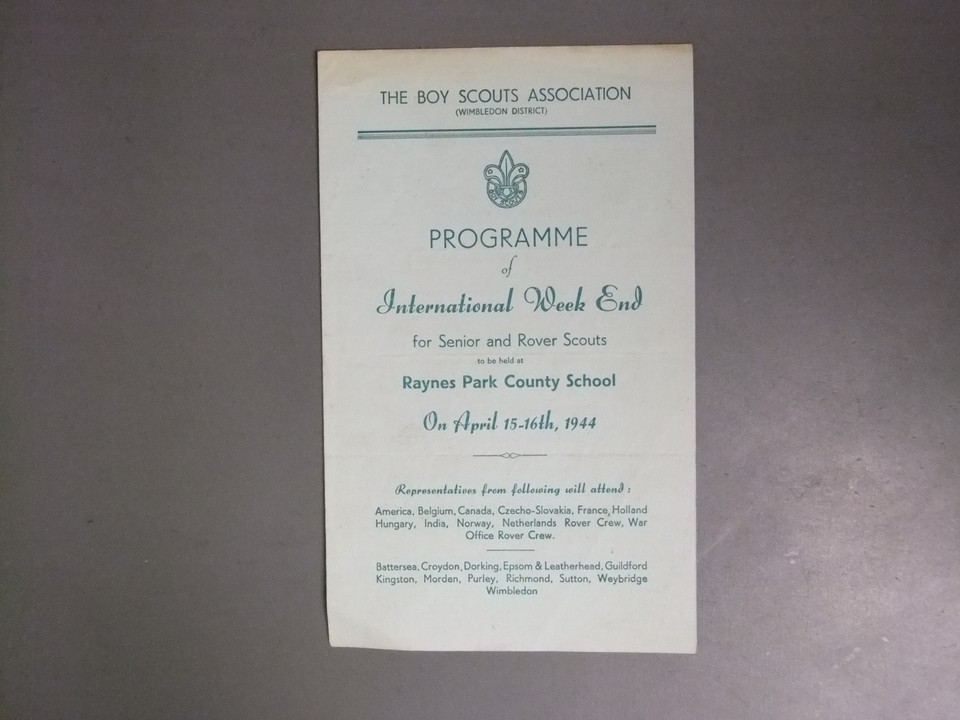 THE BOY SCOUTS ASSOCIATION
(WIMBLEDON DISTRICT)
BOY SCOUTS
PROGRAMME
of
International Week End
for Senior and Rover Scouts
to be held at
Raynes Park County School
On April 15-16th, 1944
Representatives from following will attend :
America, Belgium, Canada, Czecho-Slovakia, France, Holland
Hungary, India, Norway, Netherlands Rover Crew, War
Office Rover Crew.
Battersea, Croydon, Dorking, Epsom & Leatherhead, Guildford
Kingston, Morden, Purley, Richmond, Sutton, Weybridge
Wimbledon